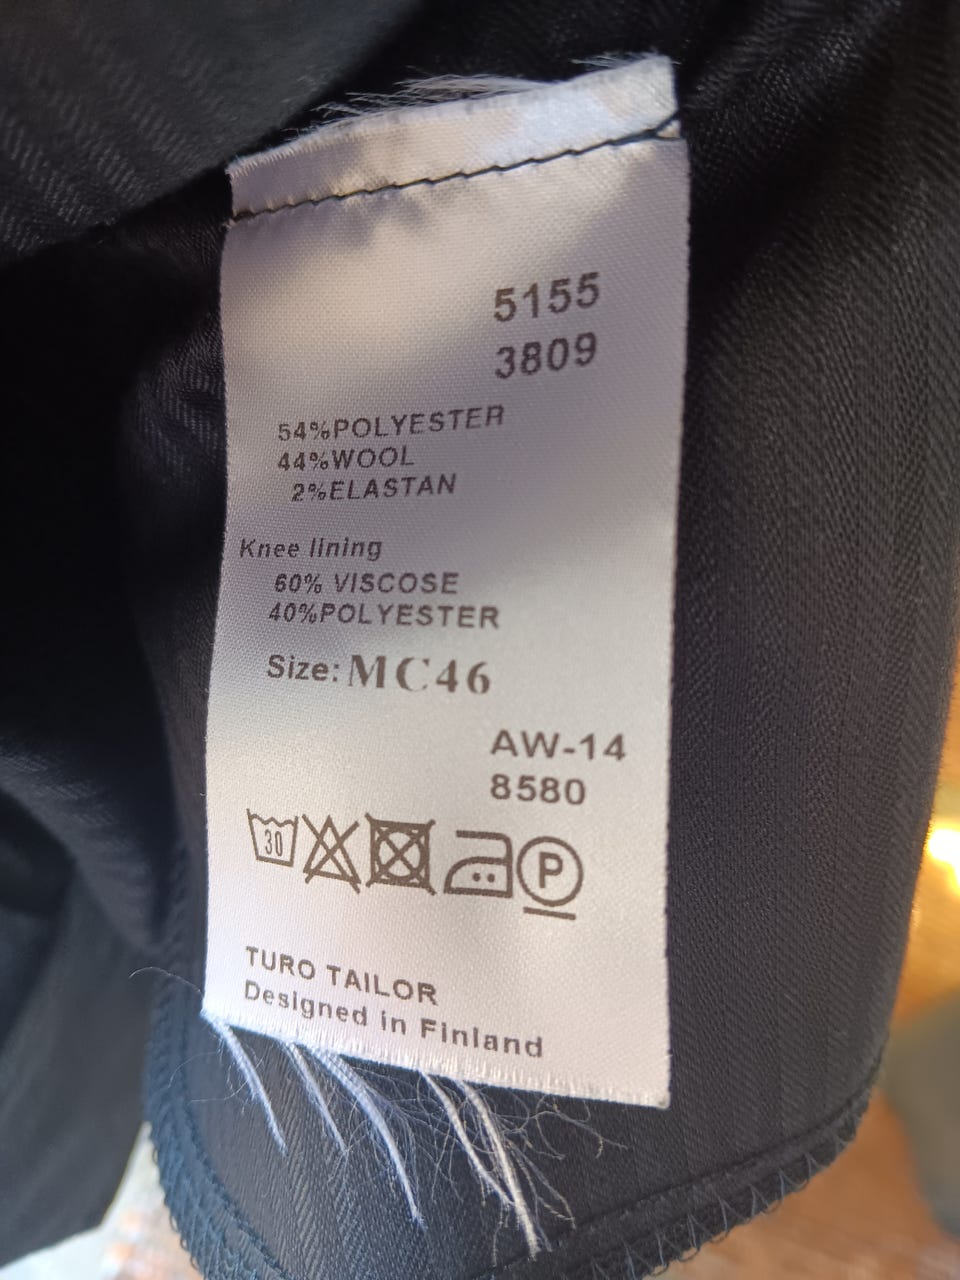 5155
3809
54%POLYESTER
44%WOOL
2%ELASTAN
Knee lining
60% VISCOSE
40%POLYESTER
Size: MC46
AW-14
8580
30
P
TURO TAILOR
Designed in Finland